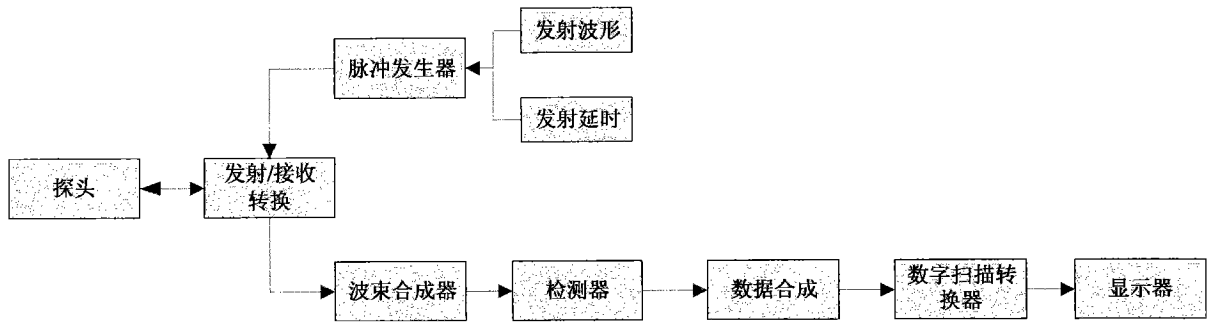 发射波形
脉冲发生器
发射延时
探头
发射/接收
转换
波束合成器
检测器
数据合成
数字扫描转
换器
显示器